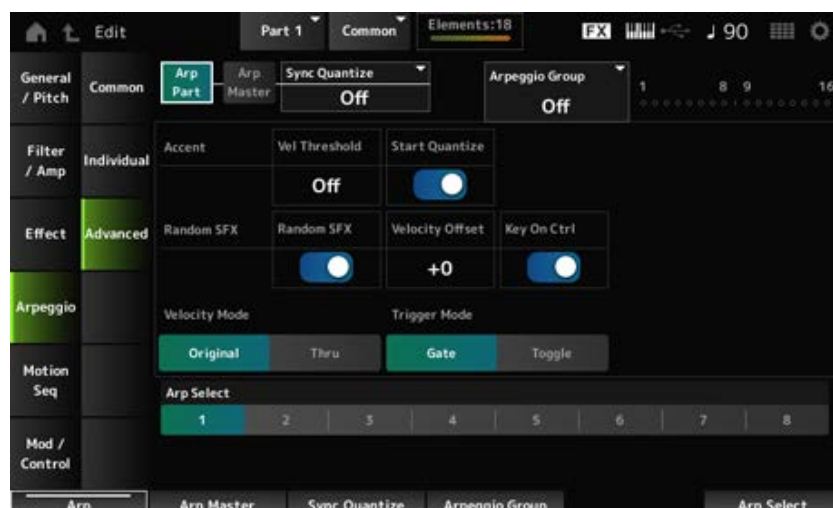 Edit
Part 1
Common
Elements:18
FX
90
General / Pitch
Filter / Amp
Effect
Arpeggio
Motion Seq
Mod / Control
Common
Individual
Advanced
Arp Part
Arp Master
Sync Quantize
Off
Arpeggio Group
Off
1 8 9 16
Accent
Vel Threshold
Off
Start Quantize
Random SFX
Random SFX
Velocity Offset
+0
Key On Ctrl
Velocity Mode
Original Thru
Trigger Mode
Gate Toggle
Arp Select
1 2 3 4 5 6 7 8
Arp
Arp Master
Sync Quantize
Arpeggio Group
Arp Select